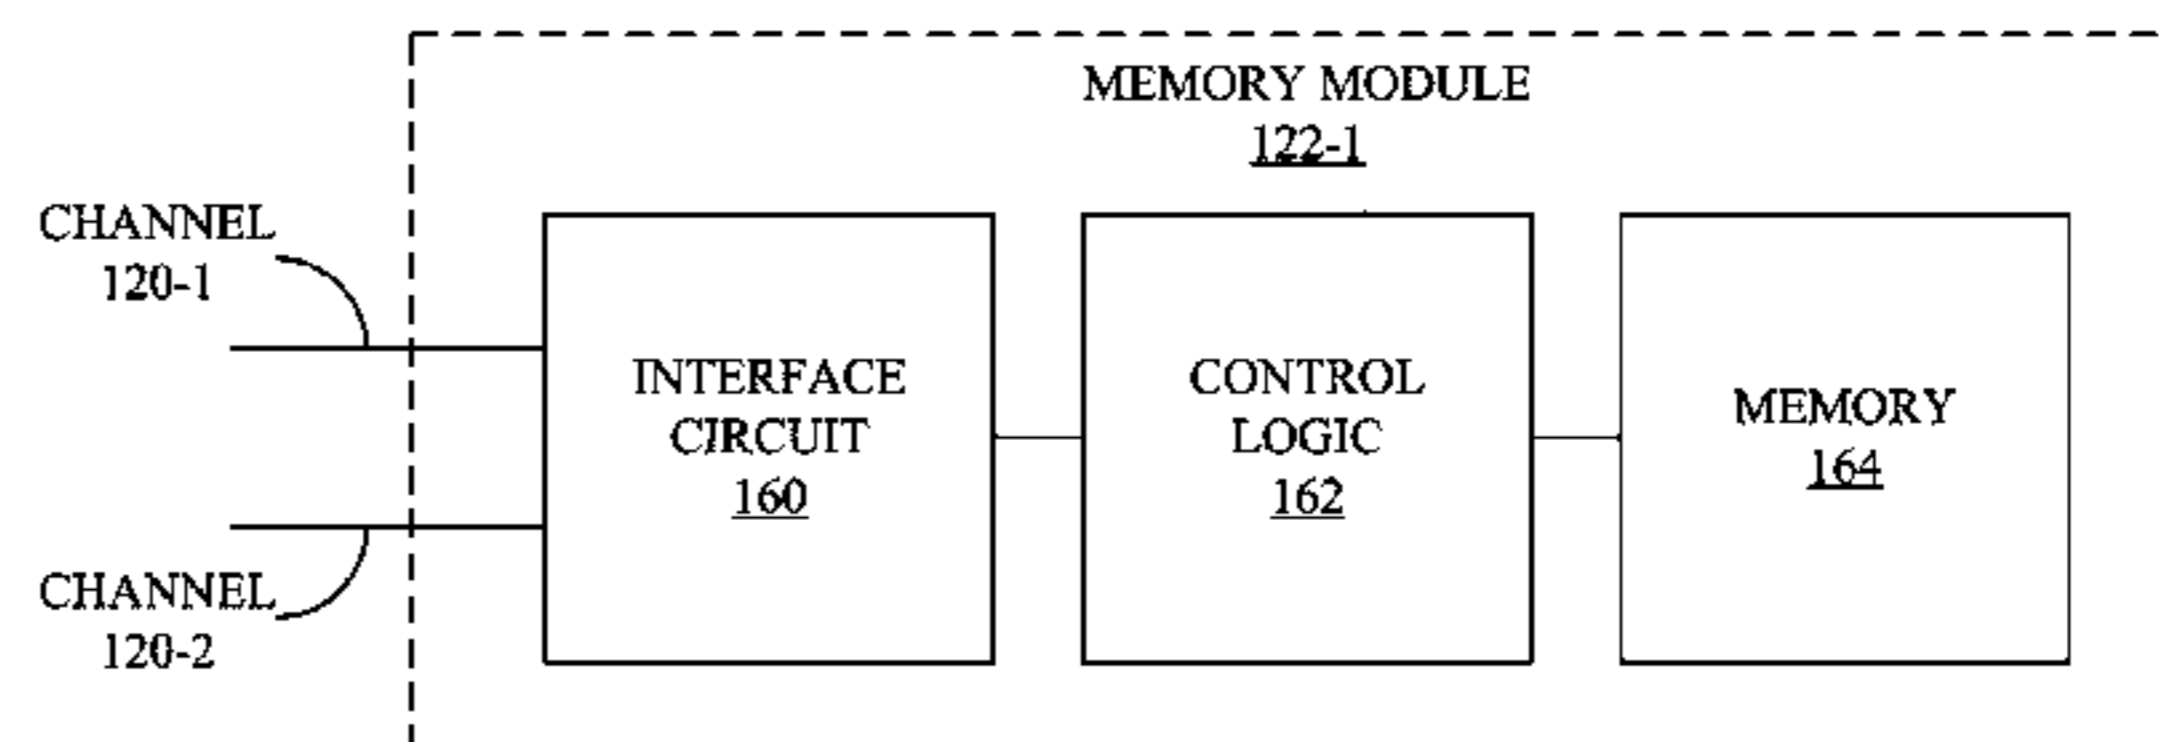 MEMORY MODULE
122-1
CHANNEL
120-1
INTERFACE
CIRCUIT
160
CONTROL
LOGIC
162
MEMORY
164
CHANNEL
120-2